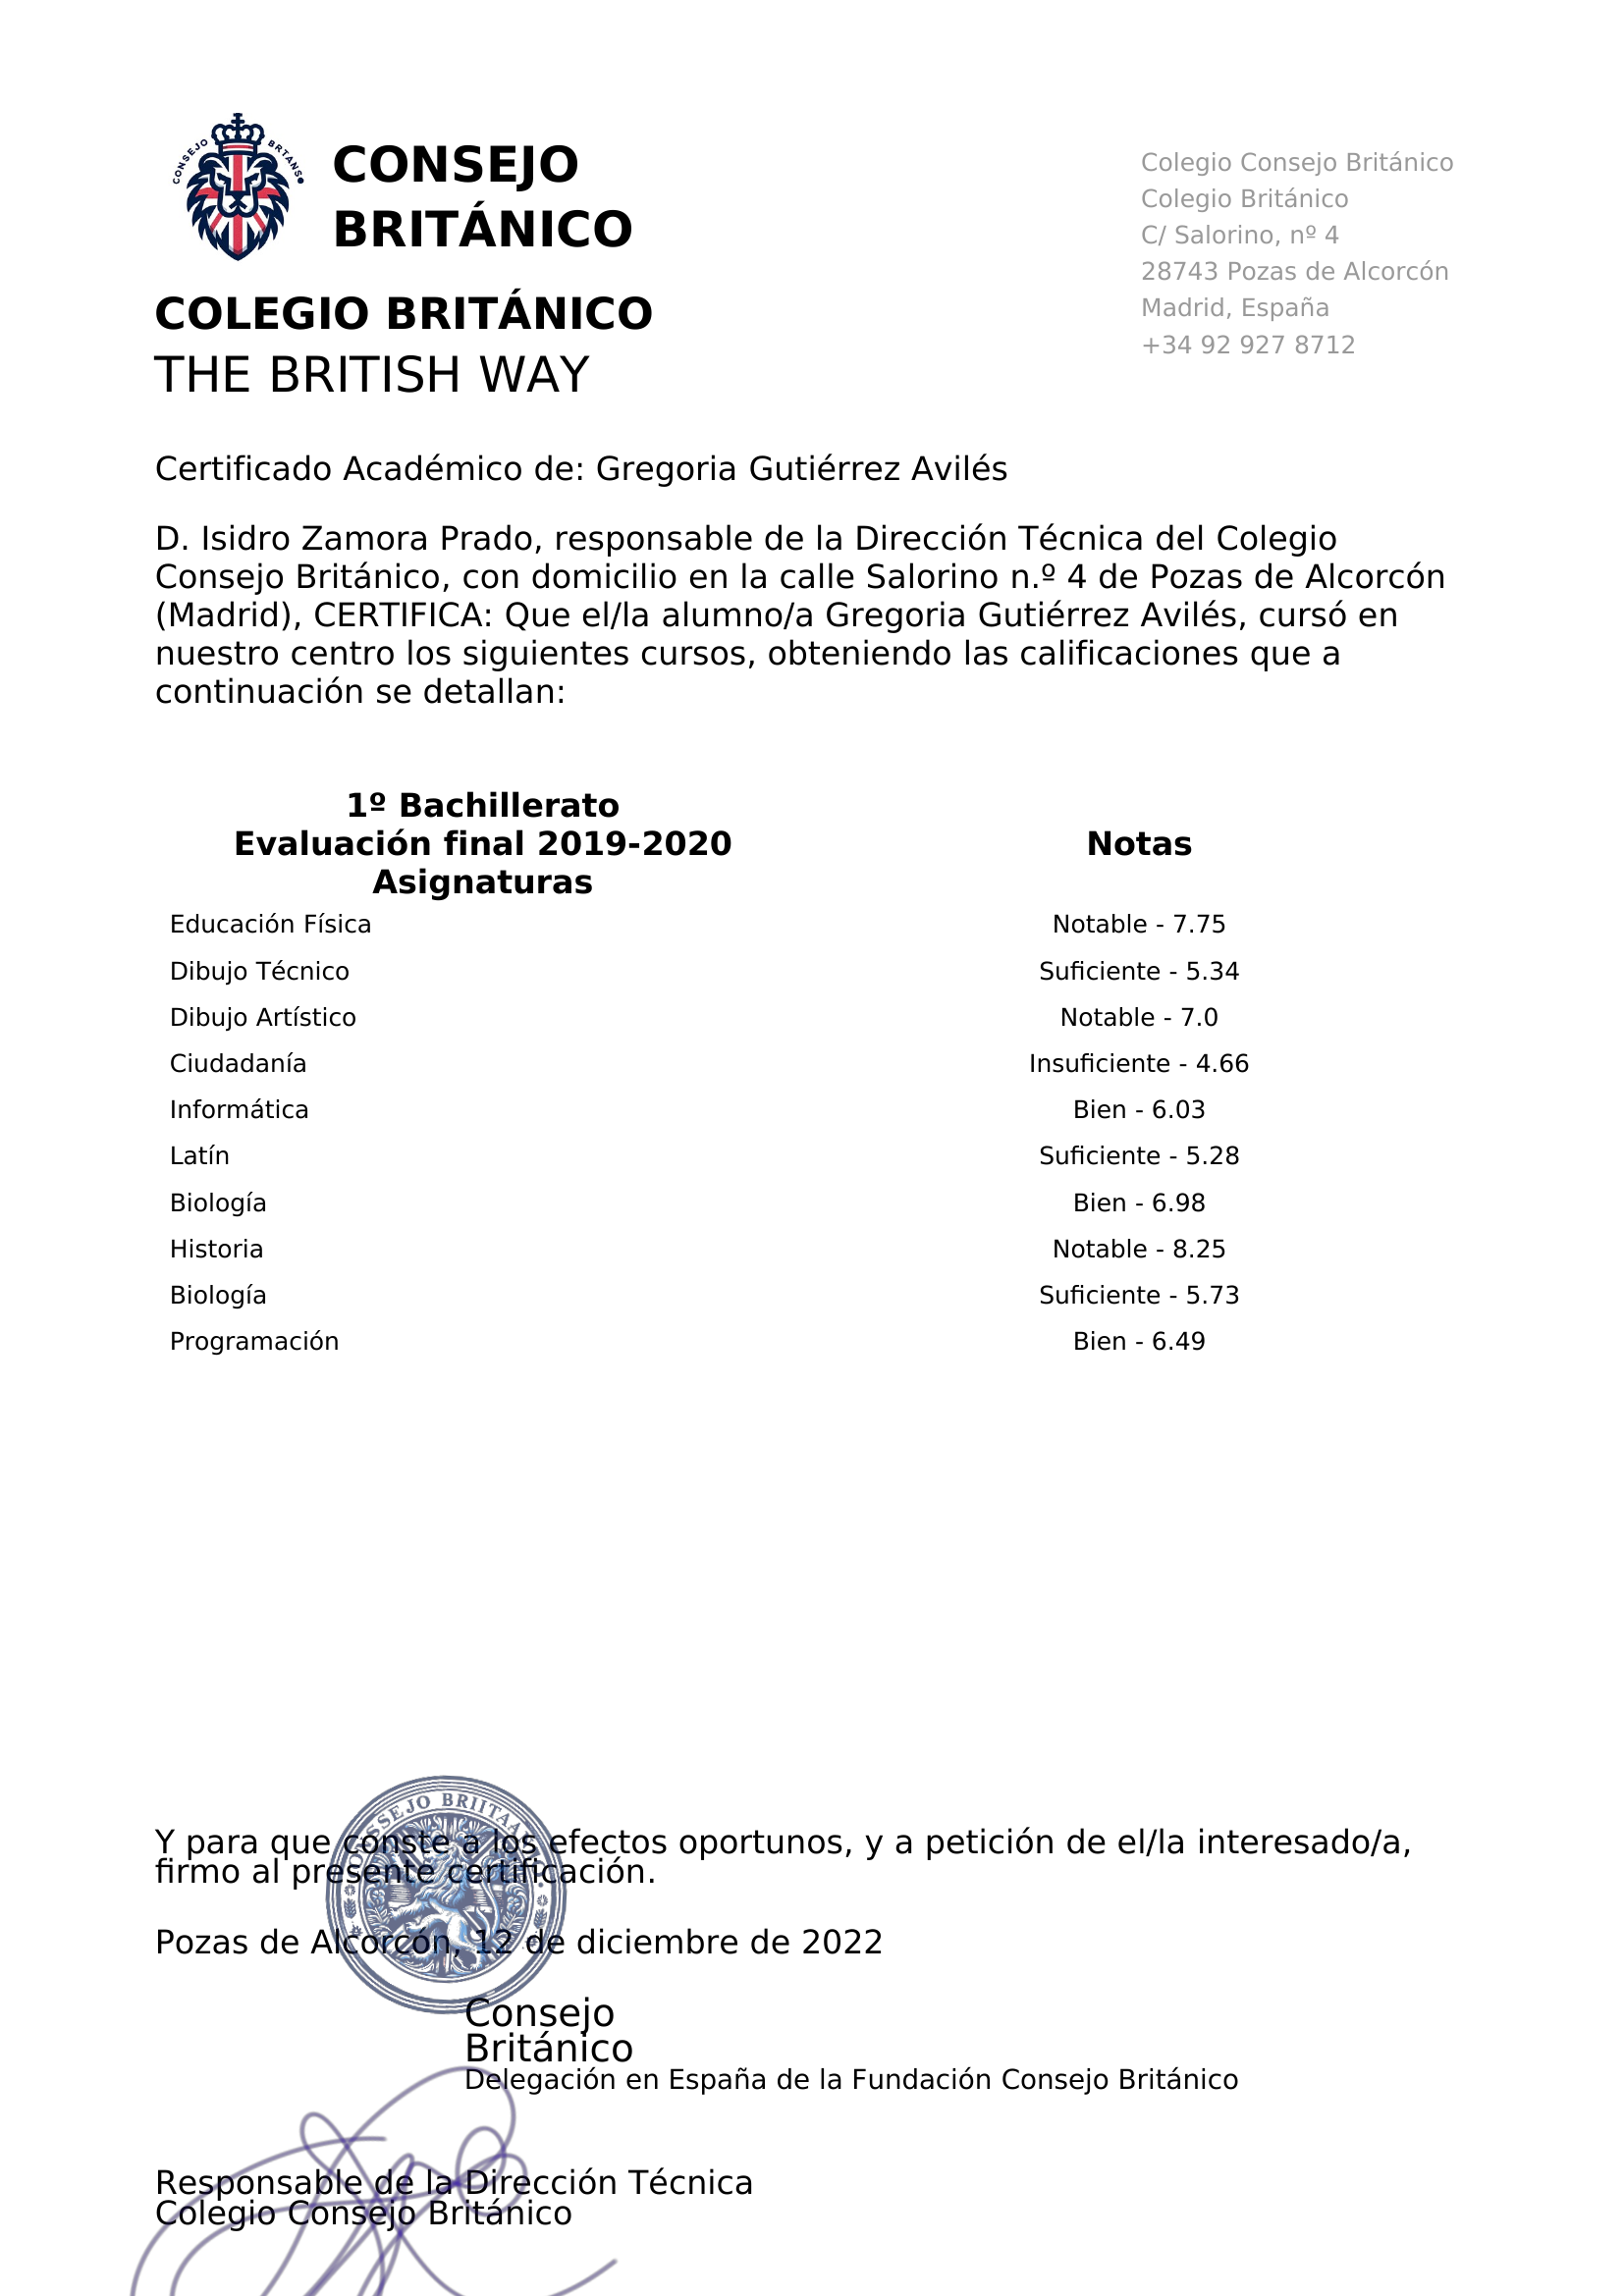 CONSEJO BRTANS
CONSEJO
BRITÁNICO
COLEGIO BRITÁNICO
THE BRITISH WAY
Colegio Consejo Británico
Colegio Británico
C/ Salorino, nº 4
28743 Pozas de Alcorcón
Madrid, España
+34 92 927 8712
Certificado Académico de: Gregoria Gutiérrez Avilés
D. Isidro Zamora Prado, responsable de la Dirección Técnica del Colegio
Consejo Británico, con domicilio en la calle Salorino n.º 4 de Pozas de Alcorcón
(Madrid), CERTIFICA: Que el/la alumno/a Gregoria Gutiérrez Avilés, cursó en
nuestro centro los siguientes cursos, obteniendo las calificaciones que a
continuación se detallan:
1º Bachillerato
Evaluación final 2019-2020
Asignaturas
Notas
Educación Física Notable - 7.75
Dibujo Técnico Suficiente - 5.34
Dibujo Artístico Notable - 7.0
Ciudadanía Insuficiente - 4.66
Informática Bien - 6.03
Latín Suficiente - 5.28
Biología Bien - 6.98
Historia Notable - 8.25
Biología Suficiente - 5.73
Programación Bien - 6.49
Y para que conste a los efectos oportunos, y a petición de el/la interesado/a,
firmo al presente certificación.
Pozas de Alcorcón, 12 de diciembre de 2022
Consejo
Británico
Delegación en España de la Fundación Consejo Británico
Responsable de la Dirección Técnica
Colegio Consejo Británico